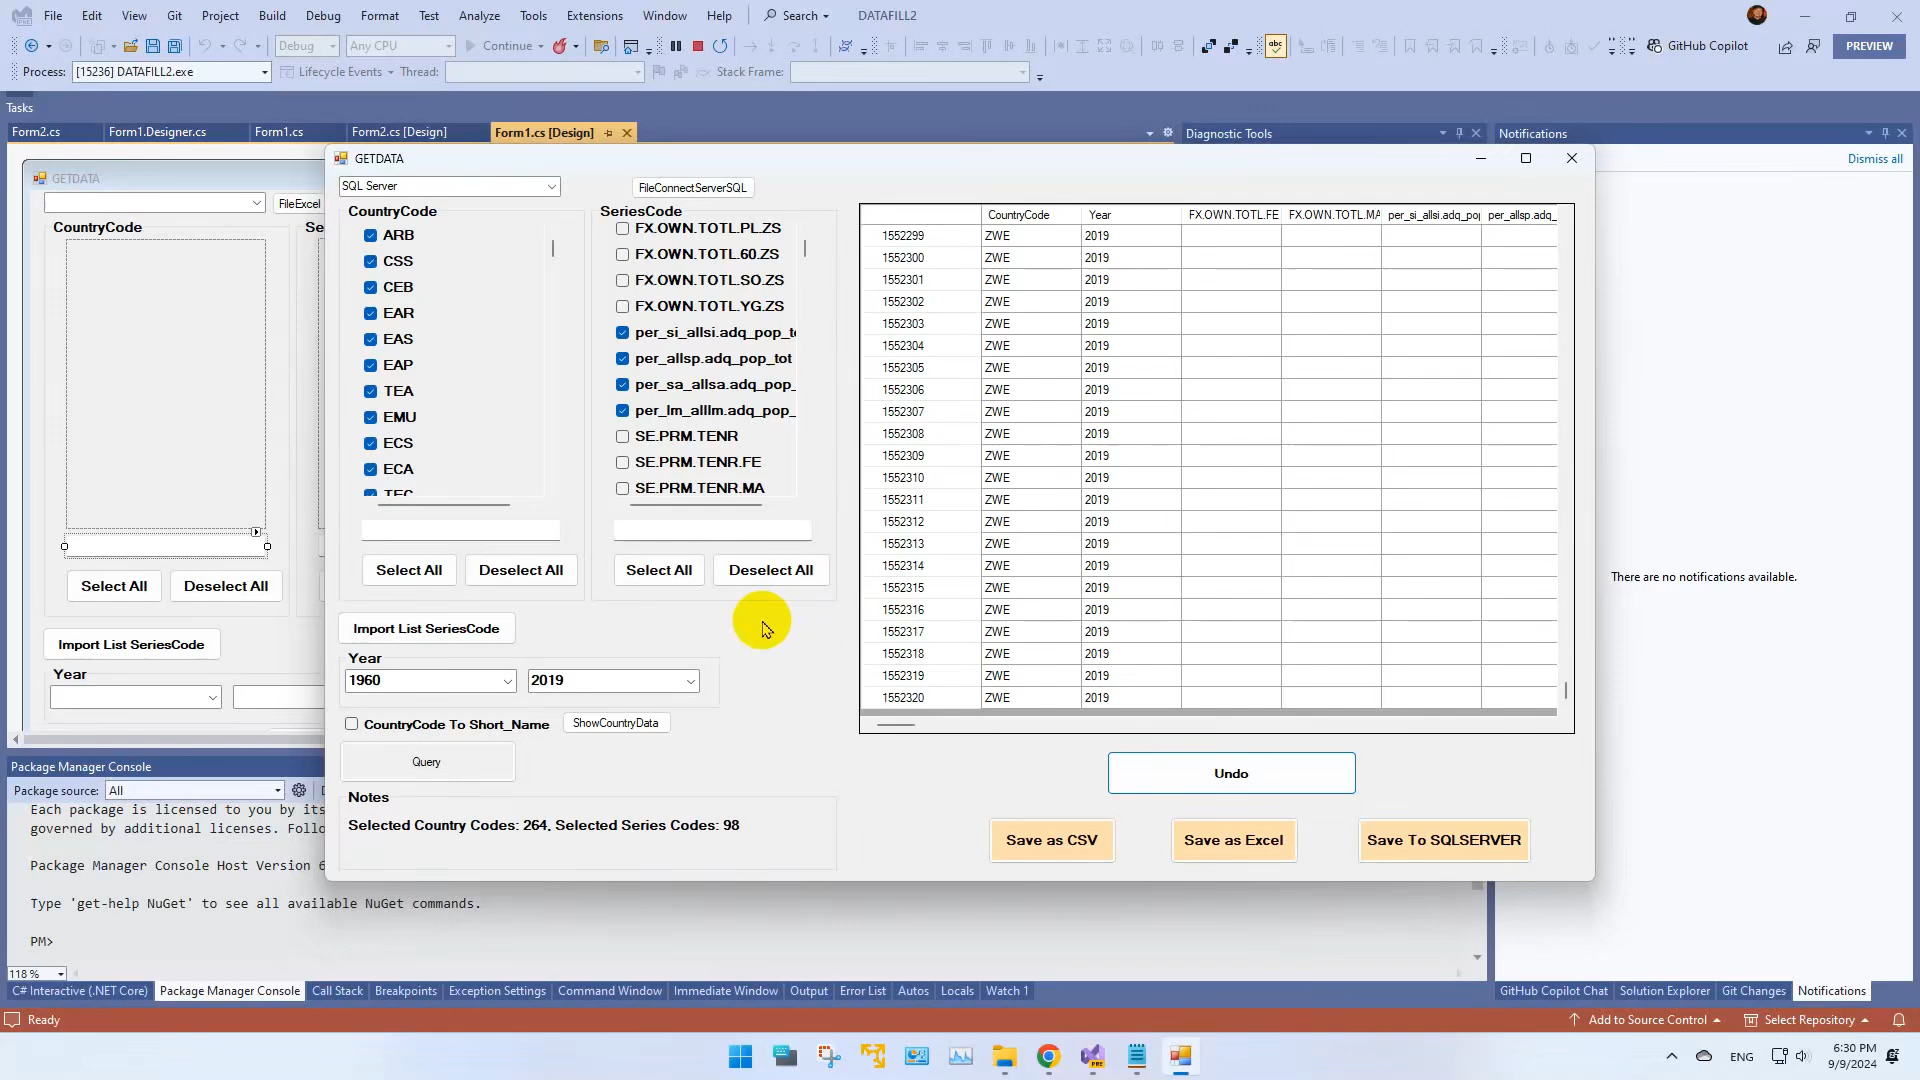 File Edit View Git Project Build Debug Format Test Analyze Tools Extensions Window Help Search DATAFILL2
Debug Any CPU Continue GitHub Copilot PREVIEW
Process: [15236] DATAFILL2.exe Lifecycle Events Thread: Stack Frame:
Tasks
Form2.cs Form1.Designer.cs Form1.cs Form2.cs [Design] Form1.cs [Design] Diagnostic Tools Notifications
Dismiss all
There are no notifications available.
GETDATA
FileExcel
CountryCode
Select All Deselect All
Import List SeriesCode
Year
GETDATA
SQL Server FileConnectServerSQL
CountryCode
ARB
CSS
CEB
EAR
EAS
EAP
TEA
EMU
ECS
ECA
TEC
Select All Deselect All
SeriesCode
FX.OWN.TOTL.PL.ZS
FX.OWN.TOTL.60.ZS
FX.OWN.TOTL.SO.ZS
FX.OWN.TOTL.YG.ZS
per_si_allsi.adq_pop_t
per_allsp.adq_pop_tot
per_sa_allsa.adq_pop_
per_lm_alllm.adq_pop_
SE.PRM.TENR
SE.PRM.TENR.FE
SE.PRM.TENR.MA
Select All Deselect All
Import List SeriesCode
Year
1960 2019
CountryCode To Short_Name ShowCountryData
Query
Notes
Selected Country Codes: 264, Selected Series Codes: 98
CountryCode Year FX.OWN.TOTL.FE FX.OWN.TOTL.MA per_si_allsi.adq_po per_allsp.adq_
1552299 ZWE 2019
1552300 ZWE 2019
1552301 ZWE 2019
1552302 ZWE 2019
1552303 ZWE 2019
1552304 ZWE 2019
1552305 ZWE 2019
1552306 ZWE 2019
1552307 ZWE 2019
1552308 ZWE 2019
1552309 ZWE 2019
1552310 ZWE 2019
1552311 ZWE 2019
1552312 ZWE 2019
1552313 ZWE 2019
1552314 ZWE 2019
1552315 ZWE 2019
1552316 ZWE 2019
1552317 ZWE 2019
1552318 ZWE 2019
1552319 ZWE 2019
1552320 ZWE 2019
Undo
Save as CSV Save as Excel Save To SQLSERVER
Package Manager Console
Package source: All
Each package is licensed to you by its
governed by additional licenses. Follo
Package Manager Console Host Version 6
Type 'get-help NuGet' to see all available NuGet commands.
PM>
118 %
C# Interactive (.NET Core) Package Manager Console Call Stack Breakpoints Exception Settings Command Window Immediate Window Output Error List Autos Locals Watch 1 GitHub Copilot Chat Solution Explorer Git Changes Notifications
Ready Add to Source Control Select Repository
ENG 6:30 PM
9/9/2024